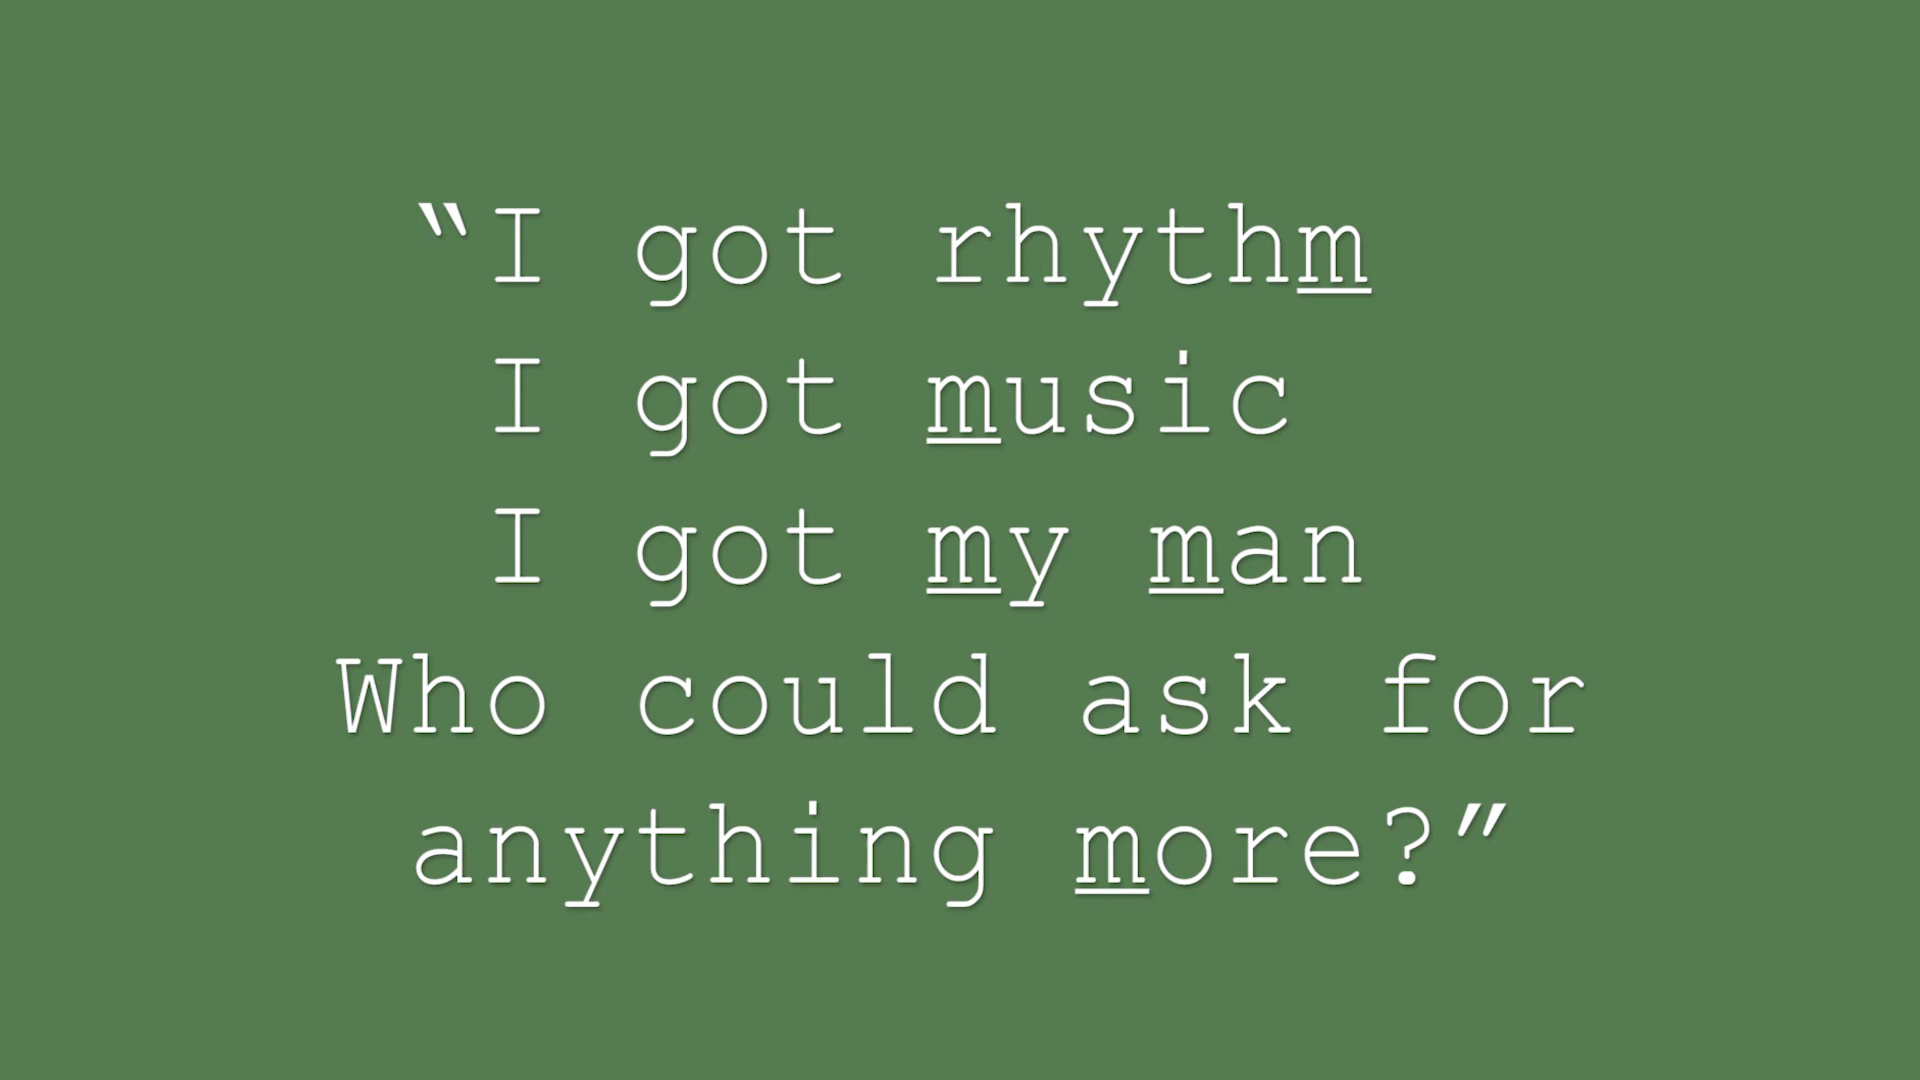 “I got rhythm
I got music
I got my man
Who could ask for
anything more?”